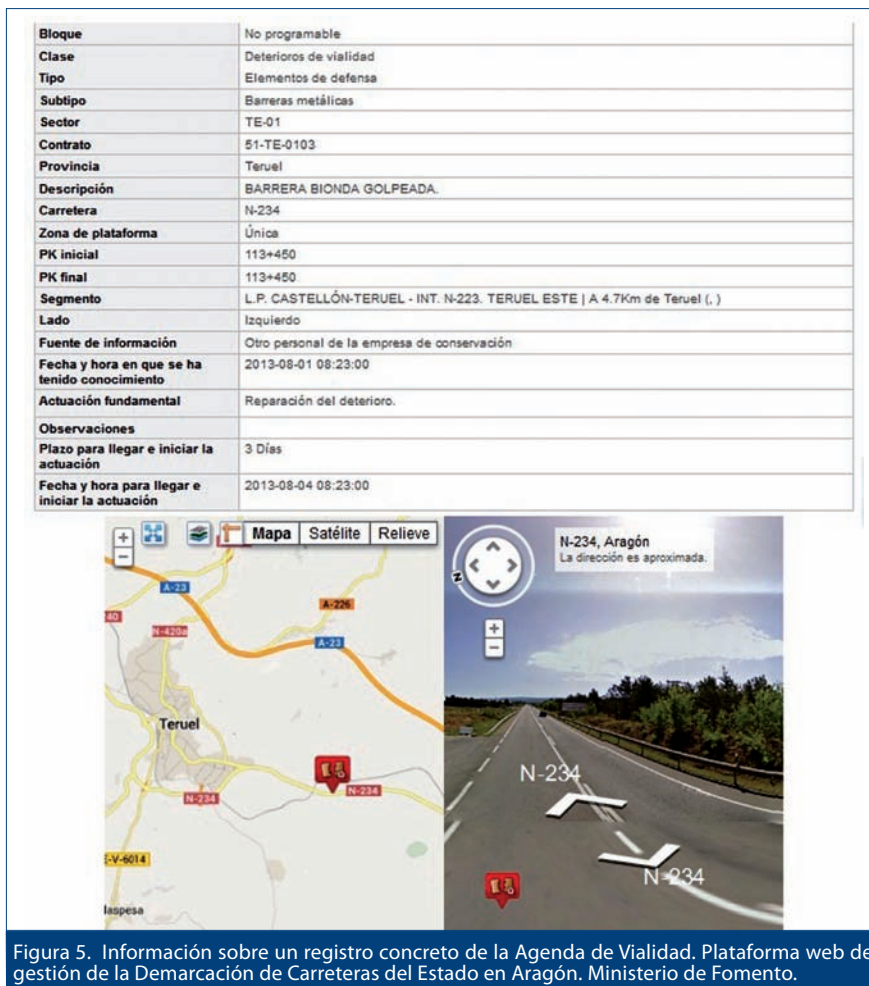 Bloque No programable
Clase Deterioros de vialidad
Tipo Elementos de defensa
Subtipo Barreras metálicas
Sector TE-01
Contrato 51-TE-0103
Provincia Teruel
Descripción BARRERA BIONDA GOLPEADA.
Carretera N-234
Zona de plataforma Única
PK inicial 113+450
PK final 113+450
Segmento L.P. CASTELLÓN-TERUEL - INT. N-223. TERUEL ESTE | A 4.7Km de Teruel (, )
Lado Izquierdo
Fuente de información Otro personal de la empresa de conservación
Fecha y hora en que se ha 2013-08-01 08:23:00
tenido conocimiento
Actuación fundamental Reparación del deterioro.
Observaciones
Plazo para llegar e iniciar la 3 Días
actuación
Fecha y hora para llegar e 2013-08-04 08:23:00
iniciar la actuación
+ Mapa Satélite Relieve
−
A-23
A-226
40
N-420a
A-23
Teruel
N-234
N-234
E-V-6014
laspesa
N-234, Aragón
La dirección es aproximada.
N
+
−
N-234
N-234
Figura 5. Información sobre un registro concreto de la Agenda de Vialidad. Plataforma web de
gestión de la Demarcación de Carreteras del Estado en Aragón. Ministerio de Fomento.